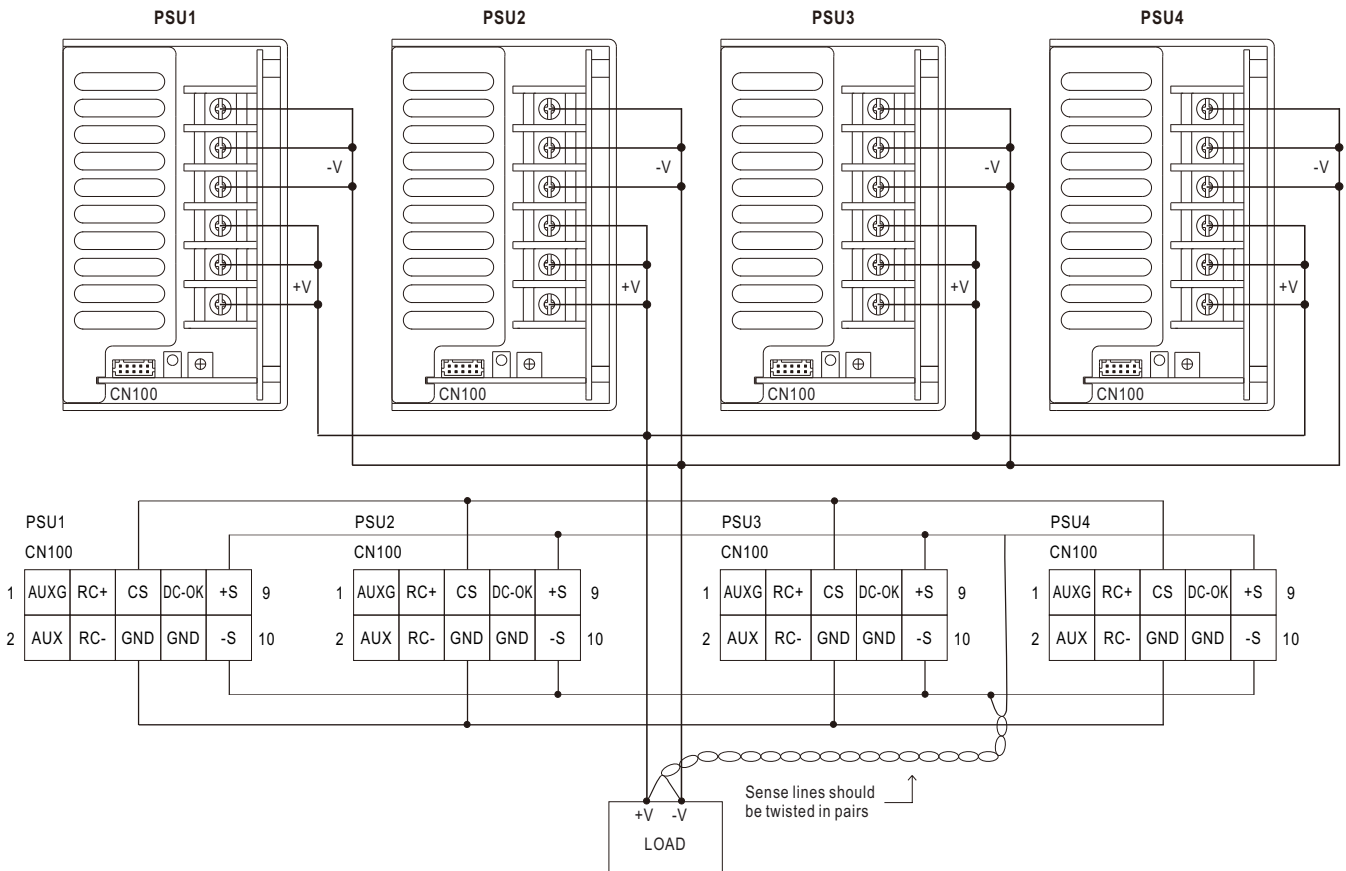 PSU1 PSU2 PSU3 PSU4
-V -V -V -V
+V +V +V +V
CN100 CN100 CN100 CN100
PSU1 PSU2 PSU3 PSU4
CN100 CN100 CN100 CN100
1 AUXG RC+ CS DC-OK +S 9 1 AUXG RC+ CS DC-OK +S 9 1 AUXG RC+ CS DC-OK +S 9 1 AUXG RC+ CS DC-OK +S 9
2 AUX RC- GND GND -S 10 2 AUX RC- GND GND -S 10 2 AUX RC- GND GND -S 10 2 AUX RC- GND GND -S 10
Sense lines should
be twisted in pairs
+V -V
LOAD